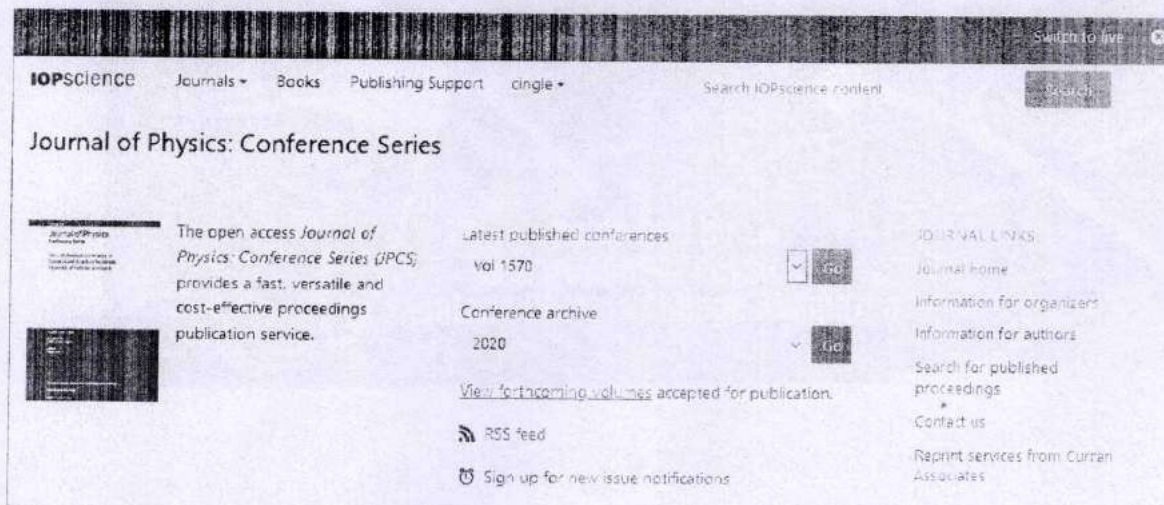 Switch to live
IOPscience Journals Books Publishing Support cingle Search IOPscience content Search
Journal of Physics: Conference Series
Journal of Physics
The open access Journal of
Physics: Conference Series (JPCS)
provides a fast, versatile and
cost-effective proceedings
publication service.
Latest published conferences
Vol 1570 Go
Conference archive
2020 Go
View forthcoming volumes accepted for publication.
RSS feed
Sign up for new issue notifications
JOURNAL LINKS
Journal home
Information for organizers
Information for authors
Search for published
proceedings
Contact us
Reprint services from Curran
Associates